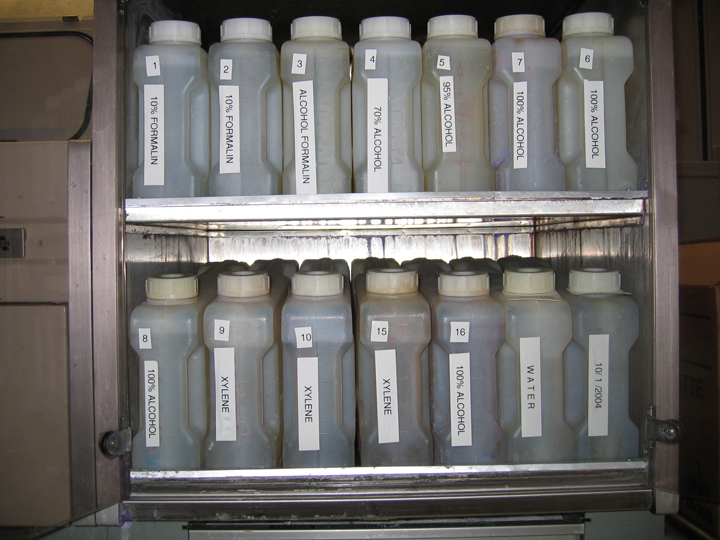 1
10% FORMALIN
2
10% FORMALIN
3
ALCOHOL FORMALIN
4
70% ALCOHOL
5
95% ALCOHOL
7
100% ALCOHOL
6
100% ALCOHOL
8
100% ALCOHOL
9
XYLENE
10
XYLENE
15
XYLENE
16
100% ALCOHOL
WATER
10/1/2004